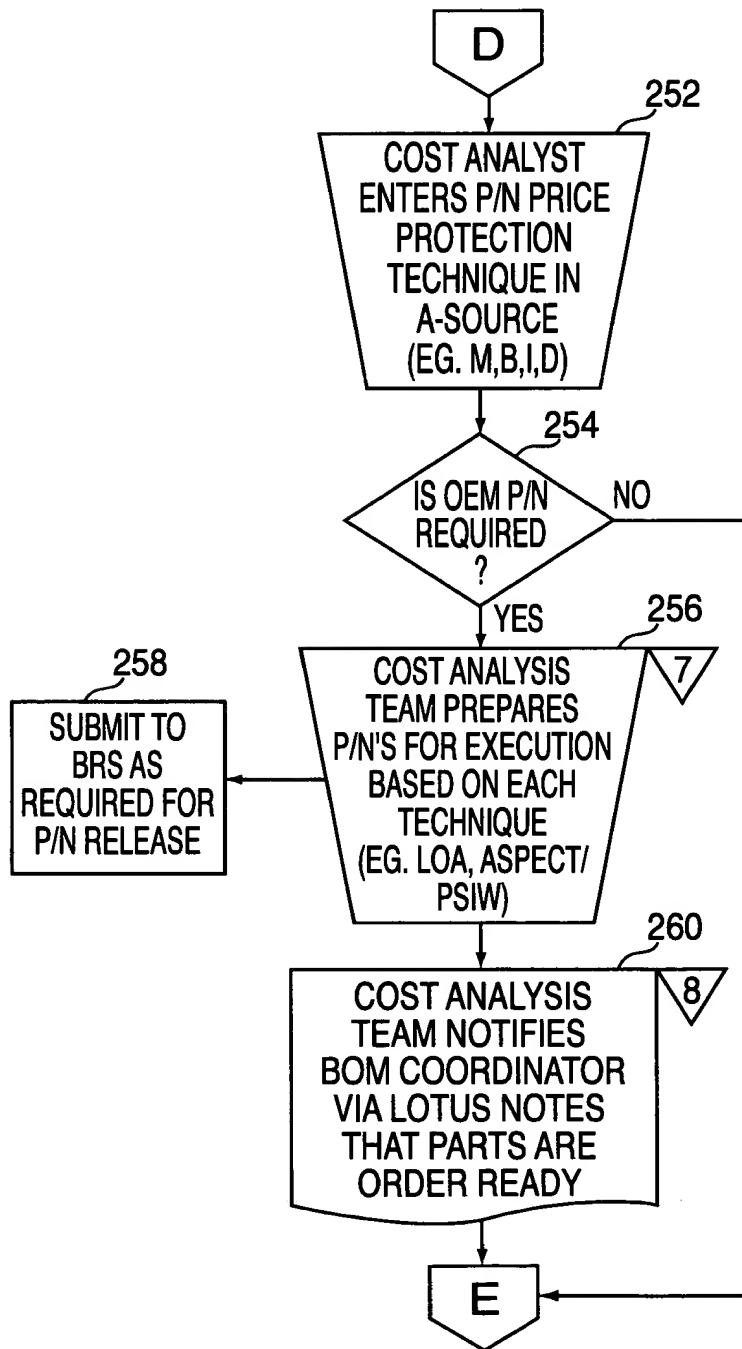 D
252
COST ANALYST
ENTERS P/N PRICE
PROTECTION
TECHNIQUE IN
A-SOURCE
(EG. M,B,I,D)
254
IS OEM P/N
REQUIRED
?
NO
YES
256
7
COST ANALYSIS
TEAM PREPARES
P/N'S FOR EXECUTION
BASED ON EACH
TECHNIQUE
(EG. LOA, ASPECT/
PSIW)
258
SUBMIT TO
BRS AS
REQUIRED FOR
P/N RELEASE
260
8
COST ANALYSIS
TEAM NOTIFIES
BOM COORDINATOR
VIA LOTUS NOTES
THAT PARTS ARE
ORDER READY
E